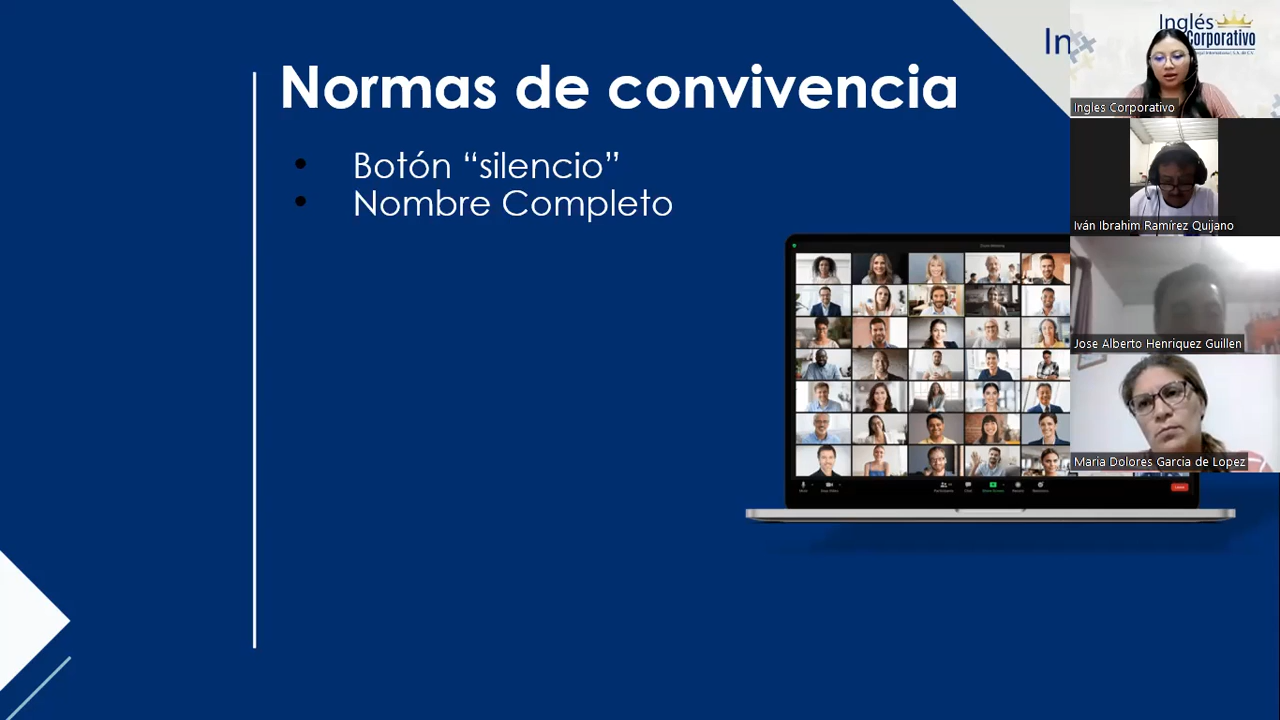 Normas de convivencia
Botón “silencio”
Nombre Completo
In
Inglés
Corporativo
Ingles Corporativo
Iván Ibrahim Ramírez Quijano
Jose Alberto Henriquez Guillen
Maria Dolores Garcia de Lopez